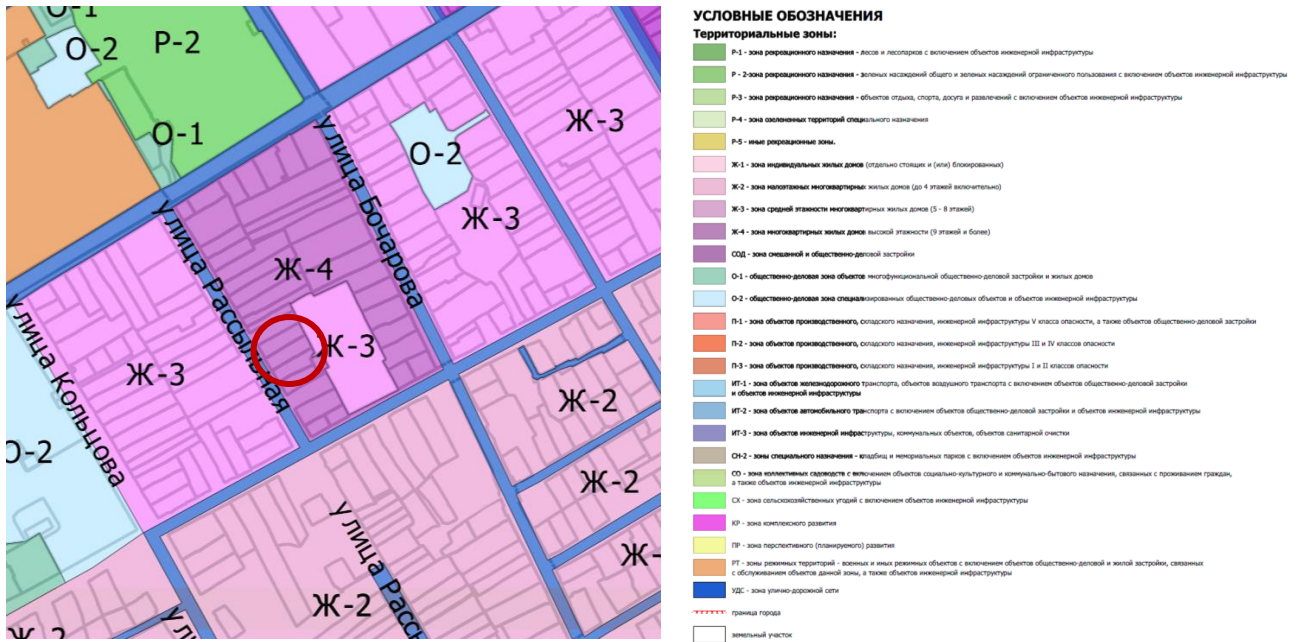 О-1
О-2
Р-2
О-1
Ж-3
О-2
Ж-3
улица Бочарова
улица Рассыльная
Ж-4
Ж-3
Ж-3
улица Кольцова
О-2
Ж-2
Ж-2
Ж-
улица Рассы
Ж-2
Ж-2
ул
УСЛОВНЫЕ ОБОЗНАЧЕНИЯ
Территориальные зоны:
Р-1 - зона рекреационного назначения - лесов и лесопарков с включением объектов инженерной инфраструктуры
Р - 2-зона рекреационного назначения - зеленых насаждений общего и зеленых насаждений ограниченного пользования с включением объектов инженерной инфраструктуры
Р-3 - зона рекреационного назначения - объектов отдыха, спорта, досуга и развлечений с включением объектов инженерной инфраструктуры
Р-4 - зона озелененных территорий специального назначения
Р-5 - иные рекреационные зоны.
Ж-1 - зона индивидуальных жилых домов (отдельно стоящих и (или) блокированных)
Ж-2 - зона малоэтажных многоквартирных жилых домов (до 4 этажей включительно)
Ж-3 - зона средней этажности многоквартирных жилых домов (5 - 8 этажей)
Ж-4 - зона многоквартирных жилых домов высокой этажности (9 этажей и более)
СОД - зона смешанной и общественно-деловой застройки
О-1 - общественно-деловая зона объектов многофункциональной общественно-деловой застройки и жилых домов
О-2 - общественно-деловая зона специализированных общественно-деловых объектов и объектов инженерной инфраструктуры
П-1 - зона объектов производственного, складского назначения, инженерной инфраструктуры V класса опасности, а также объектов общественно-деловой застройки
П-2 - зона объектов производственного, складского назначения, инженерной инфраструктуры III и IV классов опасности
П-3 - зона объектов производственного, складского назначения, инженерной инфраструктуры I и II классов опасности
ИТ-1 - зона объектов железнодорожного транспорта, объектов воздушного транспорта с включением объектов общественно-деловой застройки
и объектов инженерной инфраструктуры
ИТ-2 - зона объектов автомобильного транспорта с включением объектов общественно-деловой застройки и объектов инженерной инфраструктуры
ИТ-3 - зона объектов инженерной инфраструктуры, коммунальных объектов, объектов санитарной очистки
СН-2 - зоны специального назначения - кладбищ и мемориальных парков с включением объектов инженерной инфраструктуры
СО - зона коллективных садоводств с включением объектов социально-культурного и коммунально-бытового назначения, связанных с проживанием граждан,
а также объектов инженерной инфраструктуры
СХ - зона сельскохозяйственных угодий с включением объектов инженерной инфраструктуры
КР - зона комплексного развития
ПР - зона перспективного (планируемого) развития
РТ - зоны режимных территорий - военных и иных режимных объектов с включением объектов общественно-деловой и жилой застройки, связанных
с обслуживанием объектов данной зоны, а также объектов инженерной инфраструктуры
УДС - зона улично-дорожной сети
граница города
земельный участок